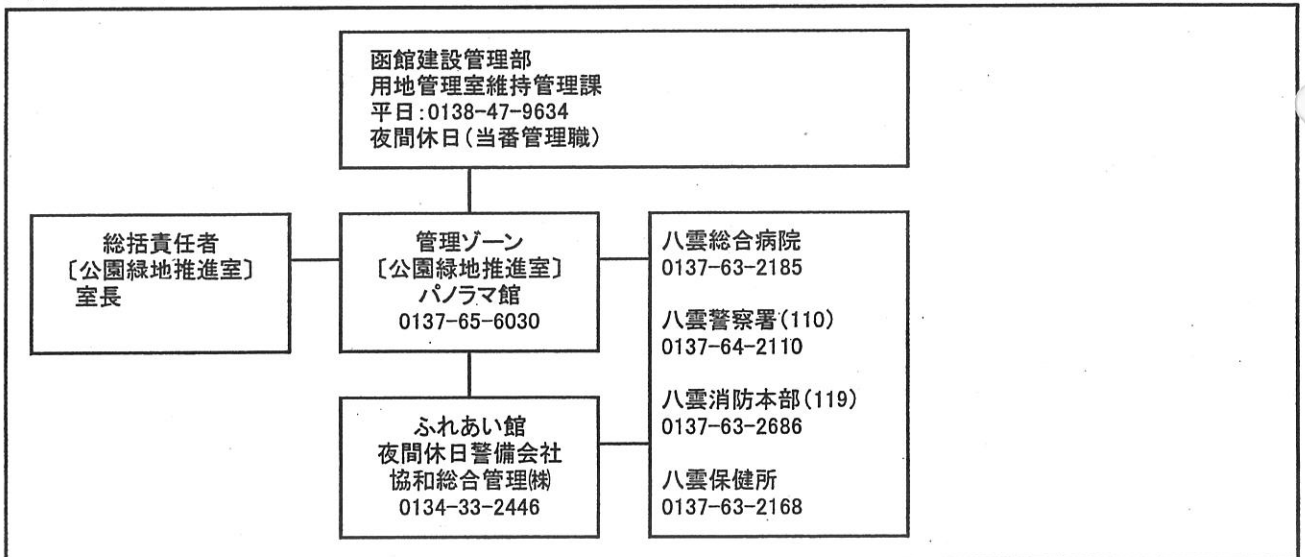 函館建設管理部
用地管理室維持管理課
平日:0138-47-9634
夜間休日(当番管理職)
総括責任者
〔公園緑地推進室〕
室長
管理ゾーン
〔公園緑地推進室〕
パノラマ館
0137-65-6030
八雲総合病院
0137-63-2185
八雲警察署(110)
0137-64-2110
八雲消防本部(119)
0137-63-2686
八雲保健所
0137-63-2168
ふれあい館
夜間休日警備会社
協和総合管理㈱
0134-33-2446